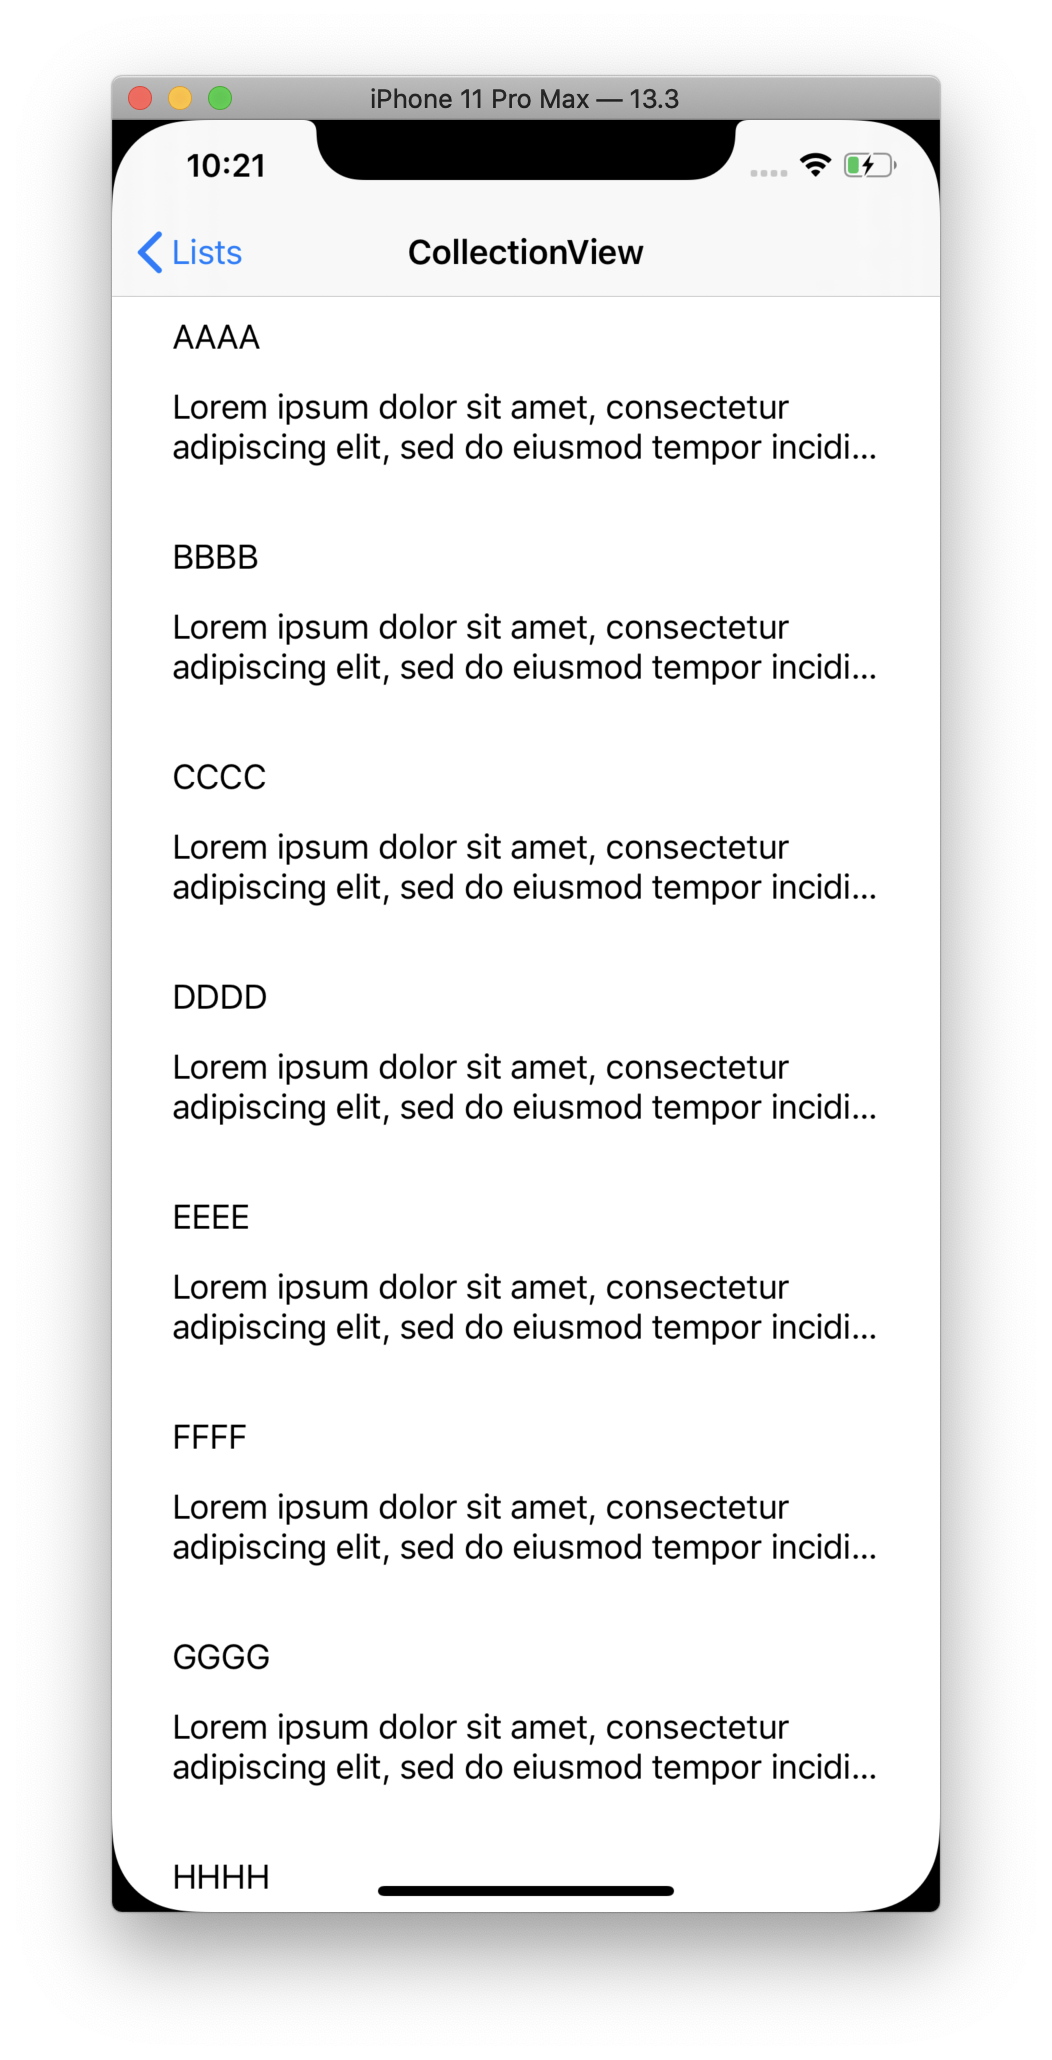 iPhone 11 Pro Max — 13.3
10:21
Lists
CollectionView
AAAA
Lorem ipsum dolor sit amet, consectetur
adipiscing elit, sed do eiusmod tempor incidi...
BBBB
Lorem ipsum dolor sit amet, consectetur
adipiscing elit, sed do eiusmod tempor incidi...
CCCC
Lorem ipsum dolor sit amet, consectetur
adipiscing elit, sed do eiusmod tempor incidi...
DDDD
Lorem ipsum dolor sit amet, consectetur
adipiscing elit, sed do eiusmod tempor incidi...
EEEE
Lorem ipsum dolor sit amet, consectetur
adipiscing elit, sed do eiusmod tempor incidi...
FFFF
Lorem ipsum dolor sit amet, consectetur
adipiscing elit, sed do eiusmod tempor incidi...
GGGG
Lorem ipsum dolor sit amet, consectetur
adipiscing elit, sed do eiusmod tempor incidi...
HHHH